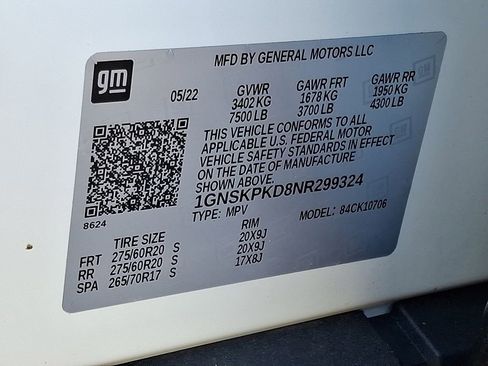 MFD BY GENERAL MOTORS LLC
gm
05/22 GVWR GAWR FRT GAWR RR
3402 KG 1678 KG 1950 KG
7500 LB 3700 LB 4300 LB
THIS VEHICLE CONFORMS TO ALL
APPLICABLE U.S. FEDERAL MOTOR
VEHICLE SAFETY STANDARDS IN EFFECT
ON THE DATE OF MANUFACTURE
SHOWN ABOVE.
1GNSKPKD8NR299324
8624
TYPE: MPV MODEL: 84CK10706
TIRE SIZE RIM
FRT 275/60R20 S 20X9J
RR 275/60R20 S 20X9J
SPA 265/70R17 S 17X8J